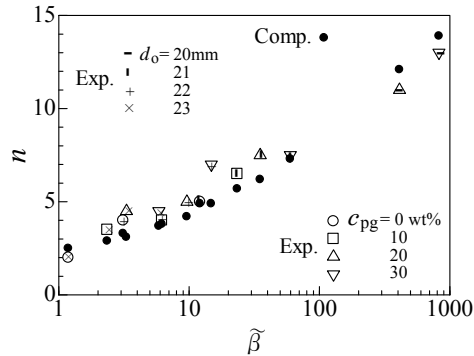 15
10
5
0
n
1
10
100
1000
β̃
Comp.
Exp.
d₀ = 20mm
21
22
23
Exp.
c_pg = 0 wt%
10
20
30